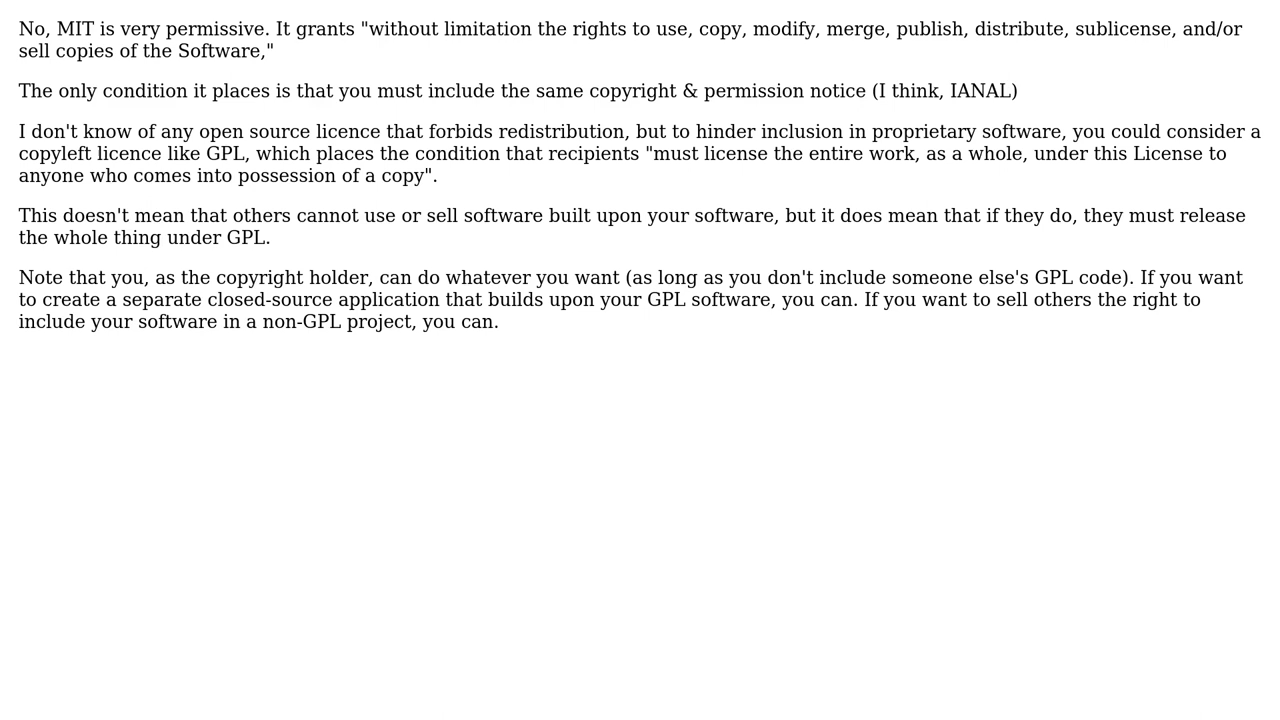 No, MIT is very permissive. It grants "without limitation the rights to use, copy, modify, merge, publish, distribute, sublicense, and/or
sell copies of the Software,"
The only condition it places is that you must include the same copyright & permission notice (I think, IANAL)
I don't know of any open source licence that forbids redistribution, but to hinder inclusion in proprietary software, you could consider a
copyleft licence like GPL, which places the condition that recipients "must license the entire work, as a whole, under this License to
anyone who comes into possession of a copy".
This doesn't mean that others cannot use or sell software built upon your software, but it does mean that if they do, they must release
the whole thing under GPL.
Note that you, as the copyright holder, can do whatever you want (as long as you don't include someone else's GPL code). If you want
to create a separate closed-source application that builds upon your GPL software, you can. If you want to sell others the right to
include your software in a non-GPL project, you can.